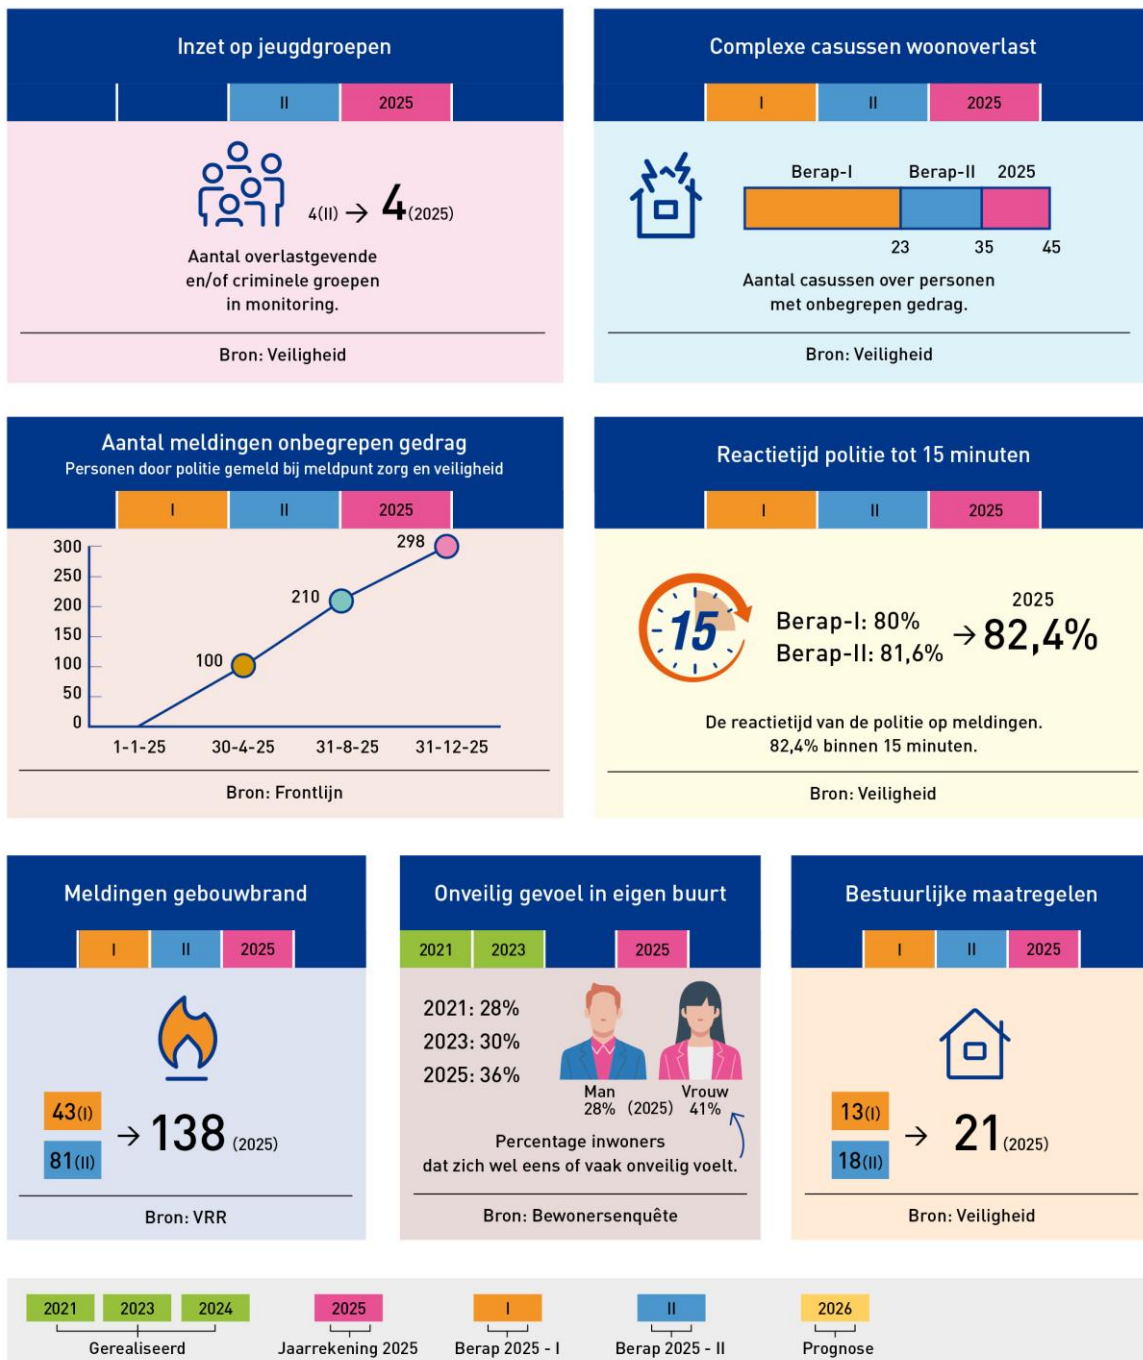 Inzet op jeugdgroepen
II 2025
4(II) → 4(2025)
Aantal overlastgevende
en/of criminele groepen
in monitoring.
Bron: Veiligheid
Complexe casussen woonoverlast
I II 2025
Berap-I Berap-II 2025
23 35 45
Aantal casussen over personen
met onbegrepen gedrag.
Bron: Veiligheid
Aantal meldingen onbegrepen gedrag
Personen door politie gemeld bij meldpunt zorg en veiligheid
I II 2025
300
250
200
150
100
50
0
100
210
298
1-1-25 30-4-25 31-8-25 31-12-25
Bron: Frontlijn
Reactietijd politie tot 15 minuten
I II 2025
15
Berap-I: 80%
Berap-II: 81,6%
→
2025
82,4%
De reactietijd van de politie op meldingen.
82,4% binnen 15 minuten.
Bron: Veiligheid
Meldingen gebouwbrand
I II 2025
43(I)
81(II)
→ 138 (2025)
Bron: VRR
Onveilig gevoel in eigen buurt
2021 2023 2025
2021: 28%
2023: 30%
2025: 36%
Man Vrouw
28% (2025) 41%
Percentage inwoners
dat zich wel eens of vaak onveilig voelt.
Bron: Bewonersenquête
Bestuurlijke maatregelen
I II 2025
13(I)
18(II)
→ 21 (2025)
Bron: Veiligheid
2021 2023 2024 2025 I II 2026
Gerealiseerd Jaarrekening 2025 Berap 2025 - I Berap 2025 - II Prognose